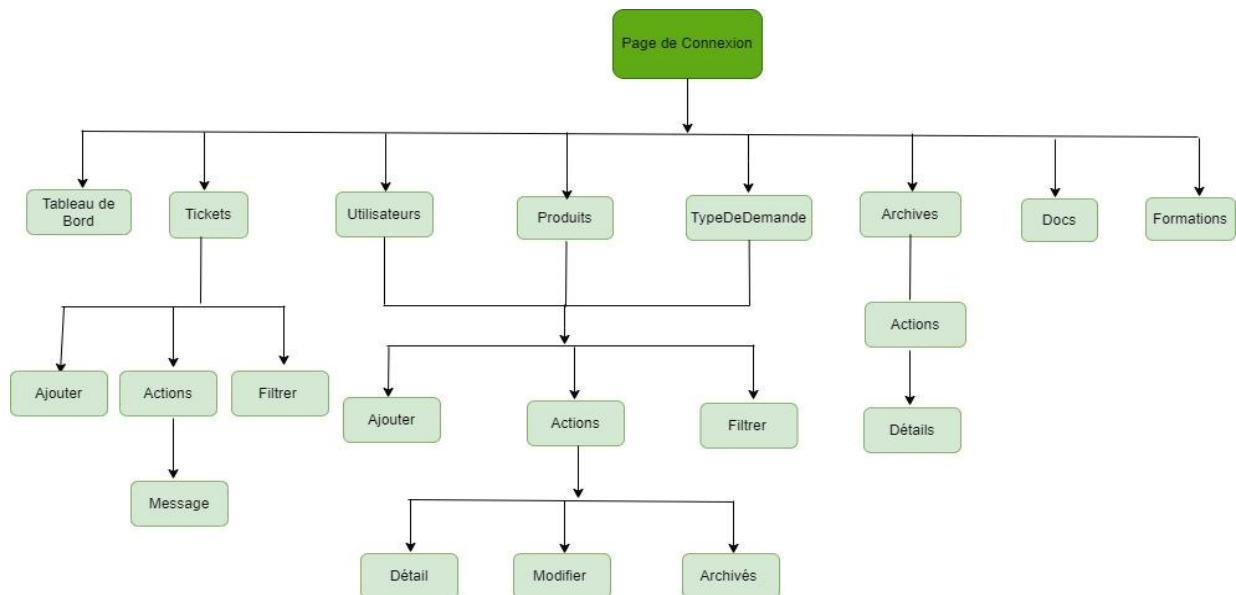 Page de Connexion
Tableau de
Bord
Tickets
Utilisateurs
Produits
TypeDeDemande
Archives
Docs
Formations
Actions
Ajouter
Actions
Filtrer
Ajouter
Actions
Filtrer
Détails
Message
Détail
Modifier
Archivés